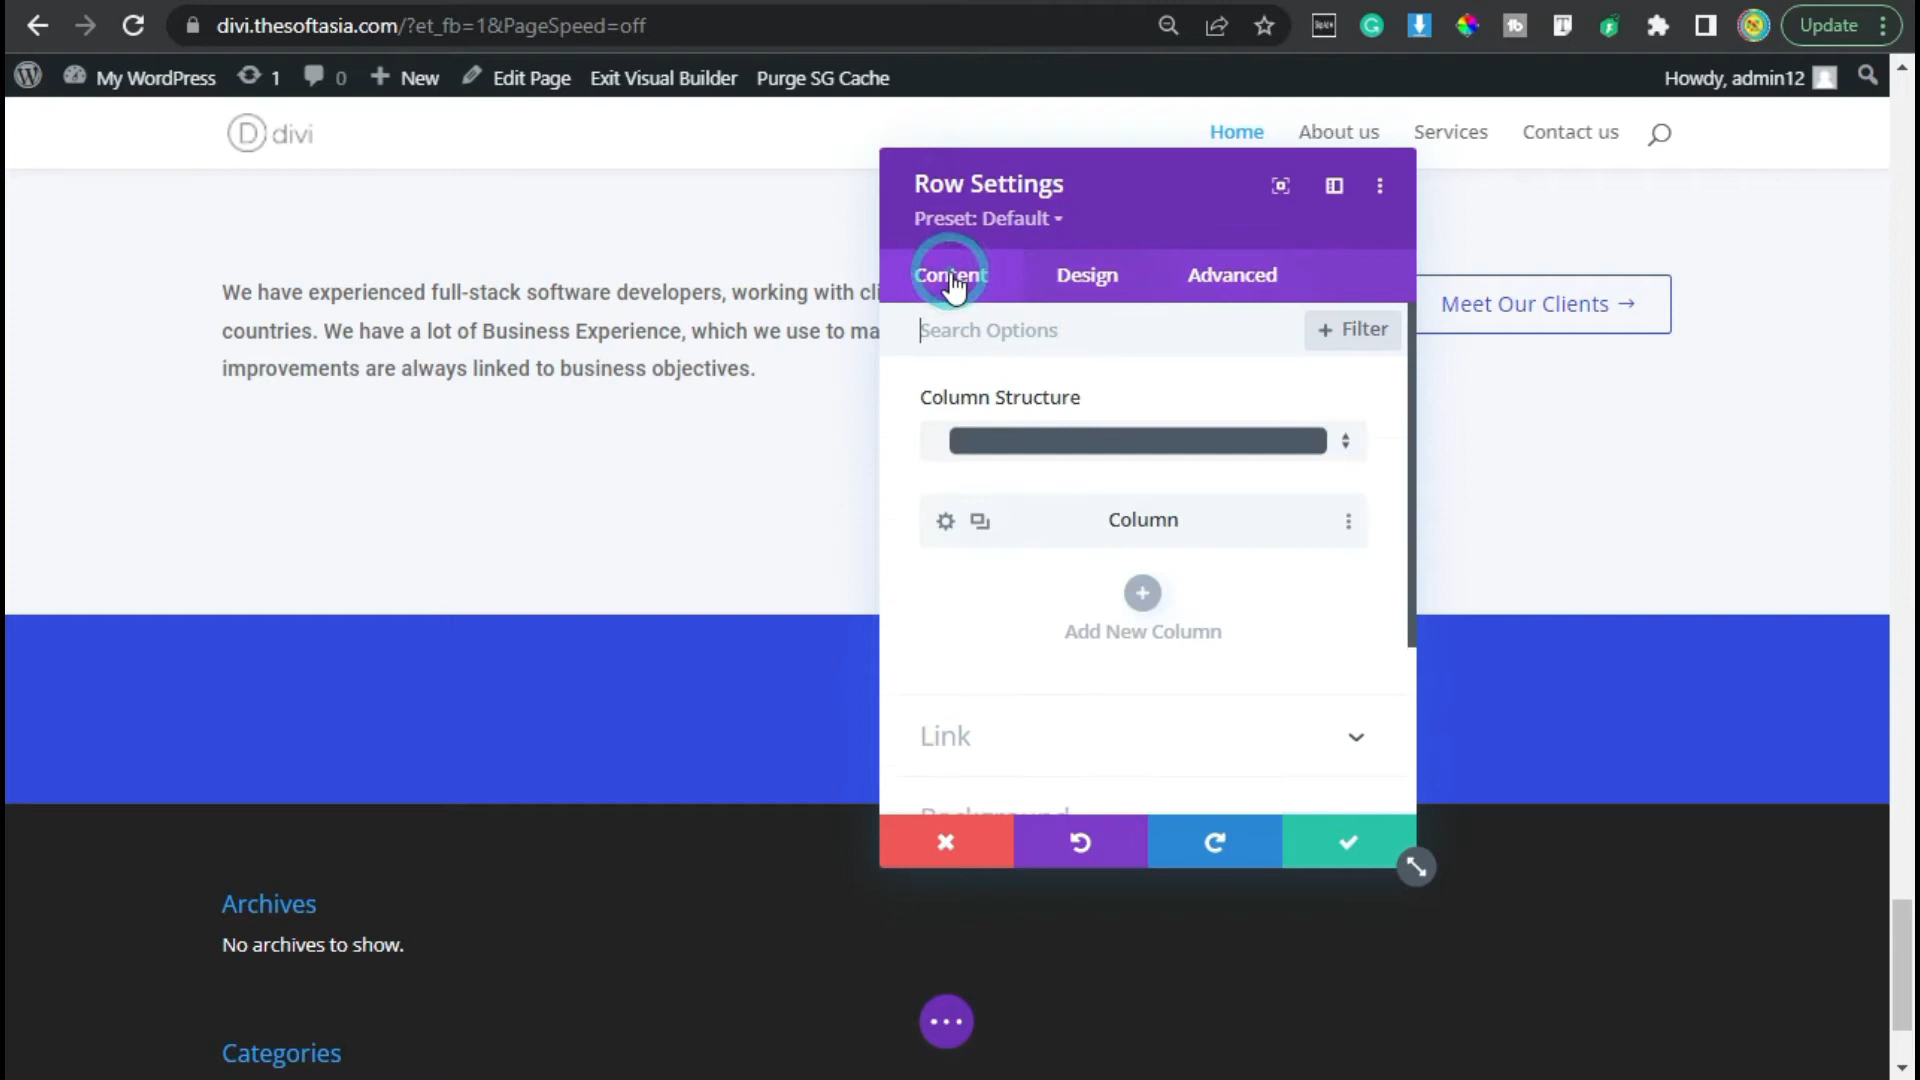 divi.thesoftasia.com/?et_fb=1&PageSpeed=off
Update
My WordPress
1
0
New
Edit Page
Exit Visual Builder
Purge SG Cache
Howdy, admin12
D divi
Home
About us
Services
Contact us
Row Settings
Preset: Default
Content
Design
Advanced
Search Options
+ Filter
We have experienced full-stack software developers, working with cli
countries. We have a lot of Business Experience, which we use to ma
improvements are always linked to business objectives.
Meet Our Clients →
Column Structure
Column
Add New Column
Link
Background
Archives
No archives to show.
Categories